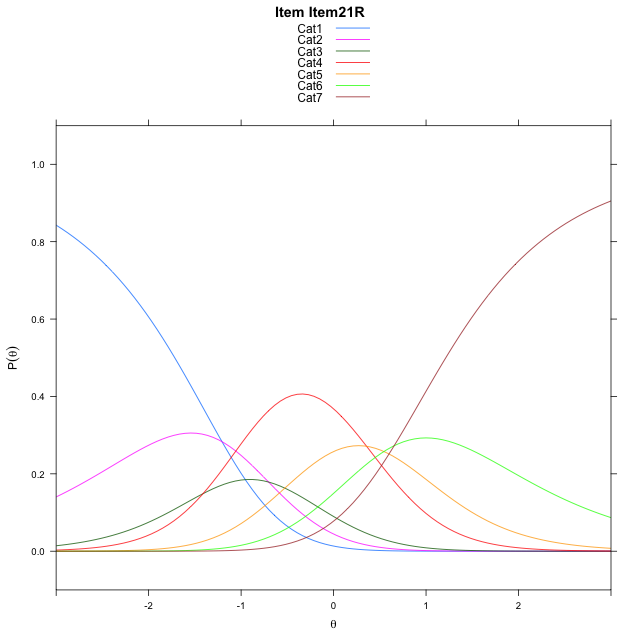 Item Item21R
Cat1
Cat2
Cat3
Cat4
Cat5
Cat6
Cat7
1.0
0.8
0.6
0.4
0.2
0.0
P(θ)
-2 -1 0 1 2
θ